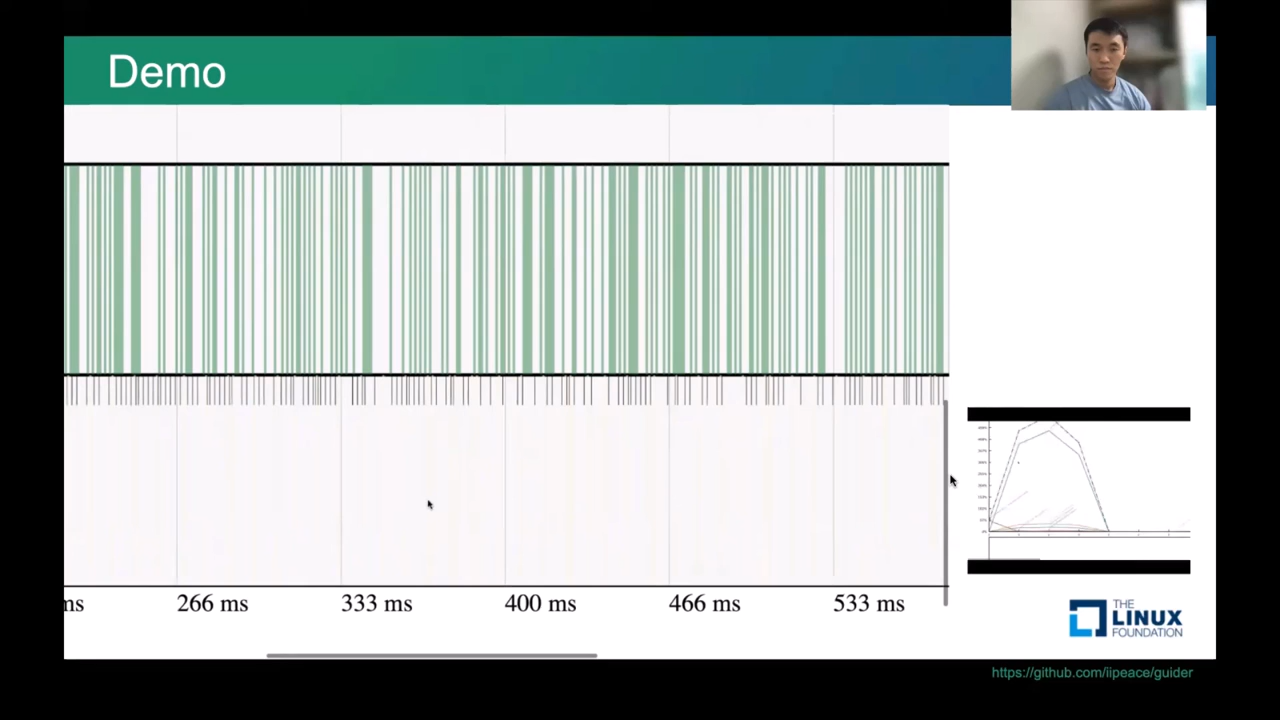 Demo
ms
266 ms
333 ms
400 ms
466 ms
533 ms
THE
LINUX
FOUNDATION
https://github.com/iipeace/guider